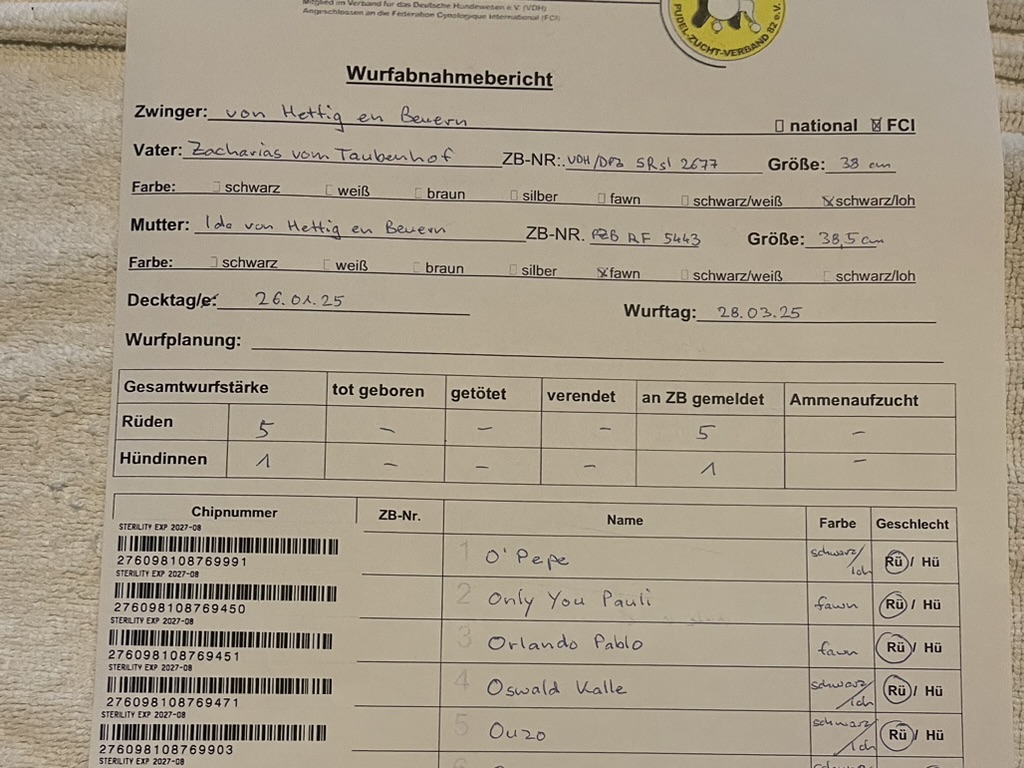 Mitglied im Verband für das Deutsche Hundewesen e.V. (VDH)
Angeschlossen an die Federation Cynologique International (FCI)
PUDEL-ZUCHT-VERBAND 82 e.V.
Wurfabnahmebericht
Zwinger: von Hettig en Beuern national FCI
Vater: Zacharias vom Taubenhof ZB-NR.: VDH/DPZ SRsl 2677 Größe: 38 cm
Farbe: schwarz weiß braun silber fawn schwarz/weiß schwarz/loh
Mutter: Ida von Hettig en Beuern ZB-NR. PZB RF 5443 Größe: 38,5 cm
Farbe: schwarz weiß braun silber fawn schwarz/weiß schwarz/loh
Decktag/e: 26.01.25 Wurftag: 28.03.25
Wurfplanung:
Gesamtwurfstärke tot geboren getötet verendet an ZB gemeldet Ammenaufzucht
Rüden 5 – – – 5 –
Hündinnen 1 – – – 1 –
Chipnummer ZB-Nr. Name Farbe Geschlecht
STERILITY EXP 2027-08
276098108769991 1 O' Pepe schwarz/loh Rü / Hü
STERILITY EXP 2027-08
276098108769450 2 Only You Pauli fawn Rü / Hü
STERILITY EXP 2027-08
276098108769451 3 Orlando Pablo fawn Rü / Hü
STERILITY EXP 2027-08
276098108769471 4 Oswald Kalle schwarz/loh Rü / Hü
STERILITY EXP 2027-08
276098108769903 5 Ouzo schwarz/loh Rü / Hü
STERILITY EXP 2027-08